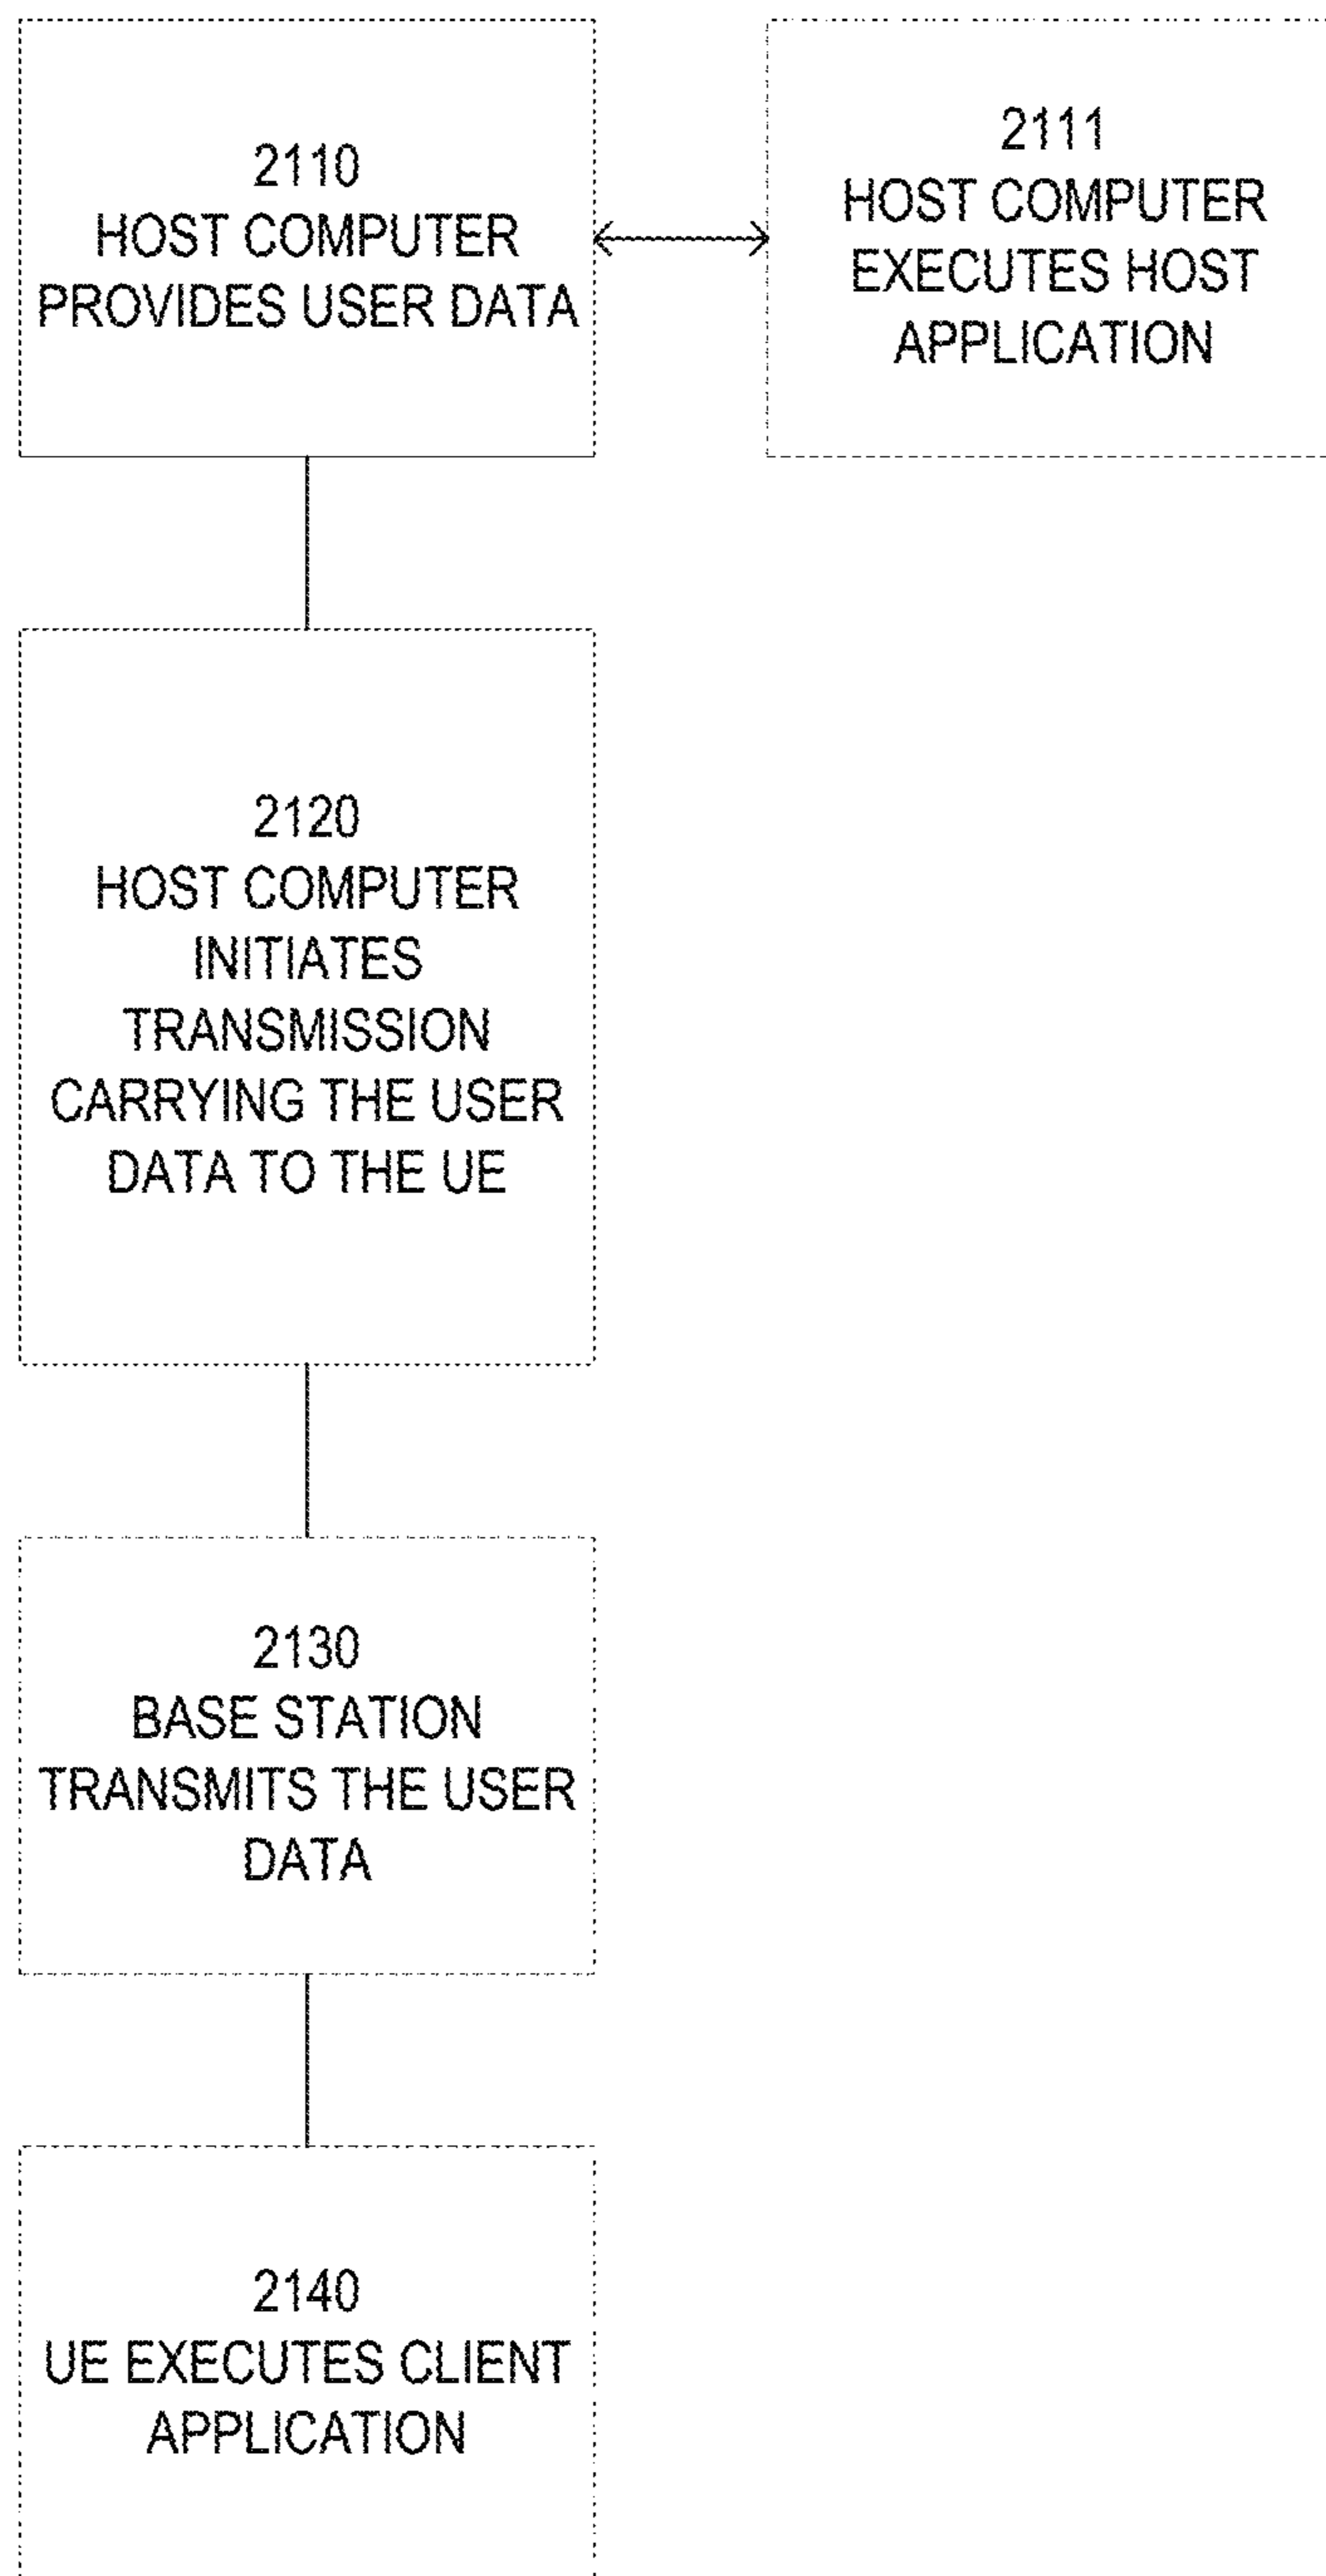 2110
HOST COMPUTER
PROVIDES USER DATA
2111
HOST COMPUTER
EXECUTES HOST
APPLICATION
2120
HOST COMPUTER
INITIATES
TRANSMISSION
CARRYING THE USER
DATA TO THE UE
2130
BASE STATION
TRANSMITS THE USER
DATA
2140
UE EXECUTES CLIENT
APPLICATION